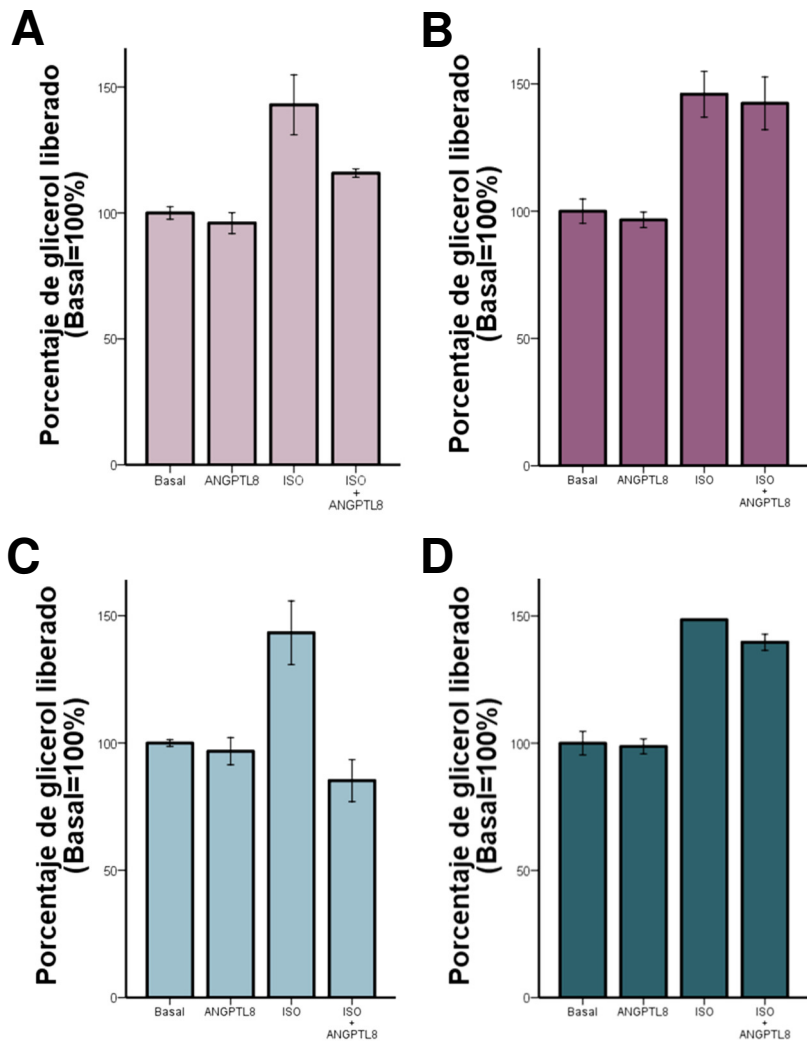 A
Porcentaje de glicerol liberado
(Basal=100%)
150
100
50
0
Basal
ANGPTL8
ISO
ISO
+
ANGPTL8
B
Porcentaje de glicerol liberado
(Basal=100%)
150
100
50
0
Basal
ANGPTL8
ISO
ISO
+
ANGPTL8
C
Porcentaje de glicerol liberado
(Basal=100%)
150
100
50
0
Basal
ANGPTL8
ISO
ISO
+
ANGPTL8
D
Porcentaje de glicerol liberado
(Basal=100%)
150
100
50
0
Basal
ANGPTL8
ISO
ISO
+
ANGPTL8